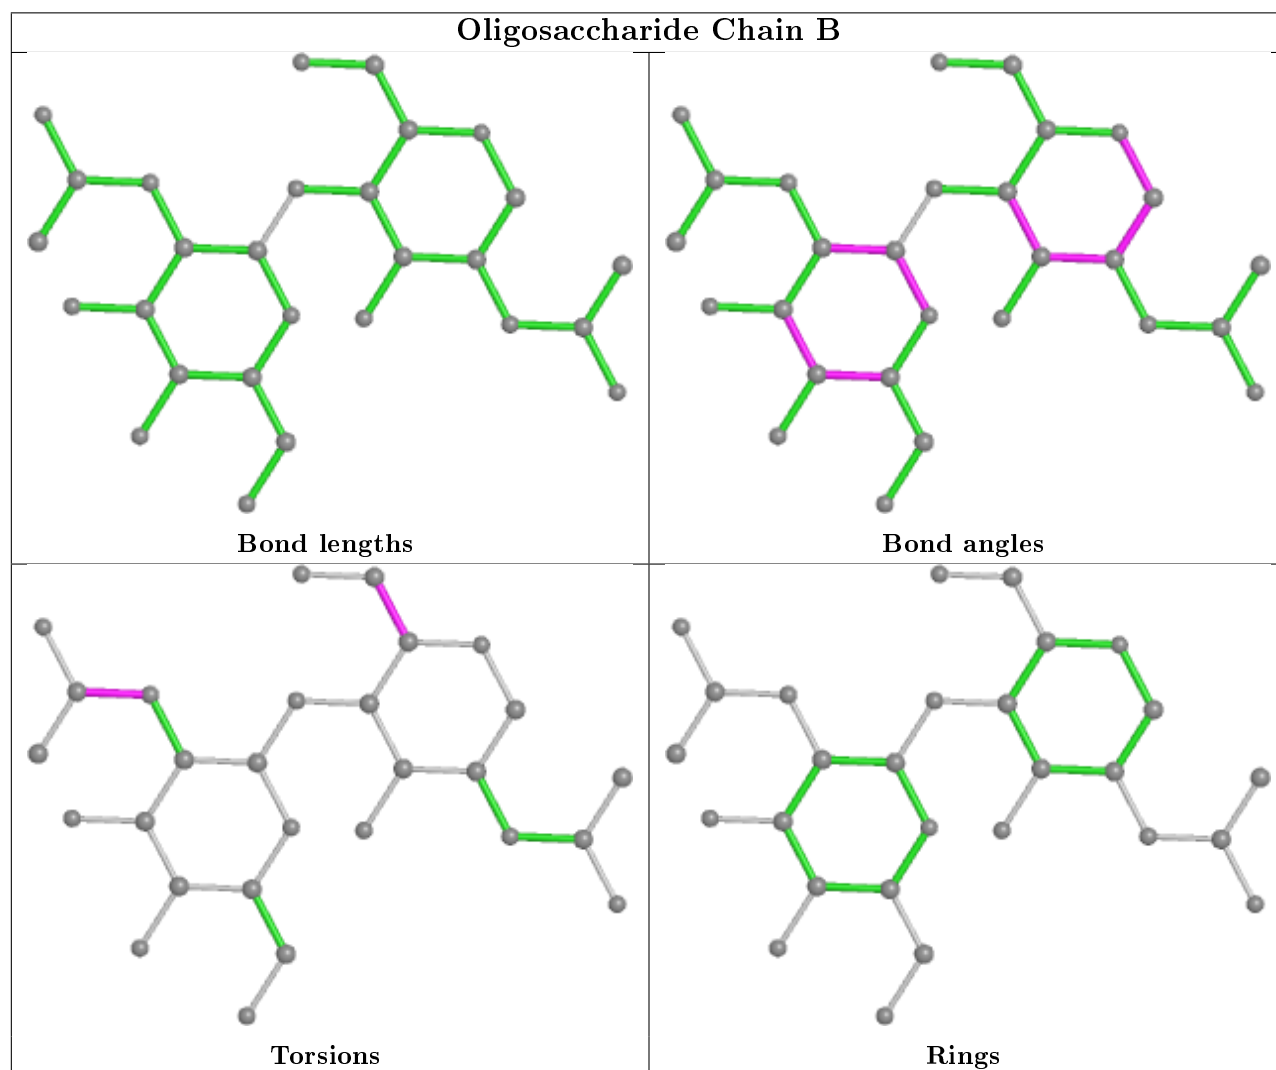 Oligosaccharide Chain B
Bond lengths
Bond angles
Torsions
Rings